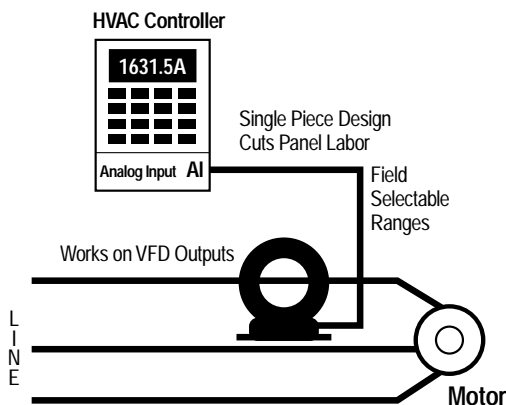 HVAC Controller
1631.5A
Analog Input AI
Single Piece Design
Cuts Panel Labor
Field
Selectable
Ranges
Works on VFD Outputs
LINE
Motor